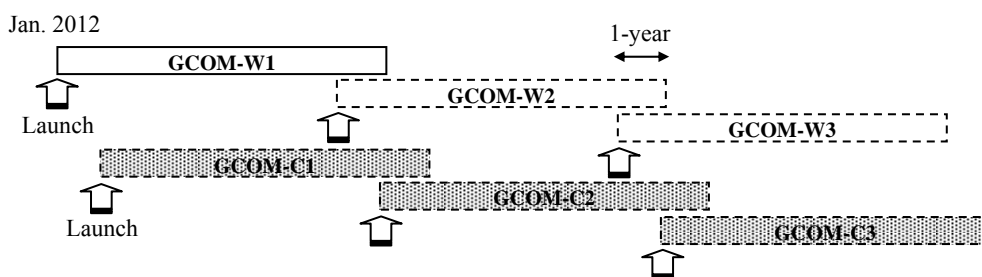 Jan. 2012
1-year
GCOM-W1
GCOM-W2
Launch
GCOM-W3
GCOM-C1
GCOM-C2
Launch
GCOM-C3